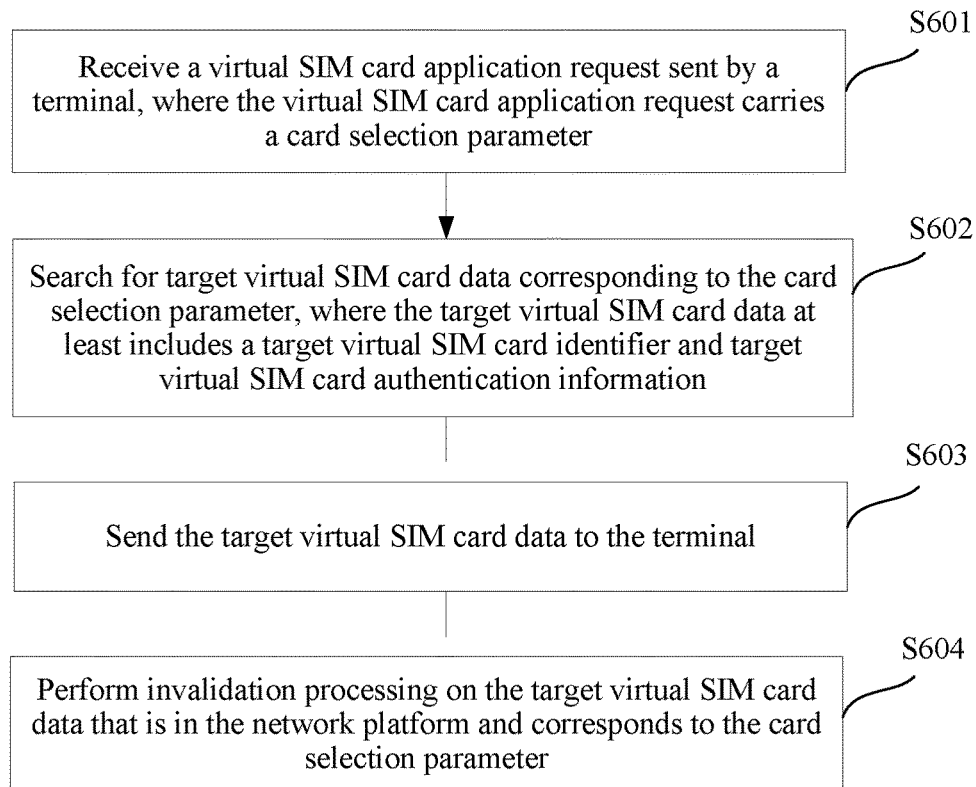 S601
Receive a virtual SIM card application request sent by a
terminal, where the virtual SIM card application request carries
a card selection parameter
S602
Search for target virtual SIM card data corresponding to the card
selection parameter, where the target virtual SIM card data at
least includes a target virtual SIM card identifier and target
virtual SIM card authentication information
S603
Send the target virtual SIM card data to the terminal
S604
Perform invalidation processing on the target virtual SIM card
data that is in the network platform and corresponds to the card
selection parameter